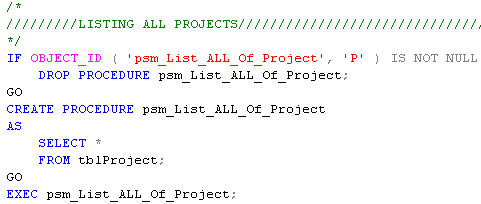 /*
/////////LISTING ALL PROJECTS//////////////////////////////////
*/
IF OBJECT_ID ( 'psm_List_ALL_Of_Project', 'P' ) IS NOT NULL
    DROP PROCEDURE psm_List_ALL_Of_Project;
GO
CREATE PROCEDURE psm_List_ALL_Of_Project
AS
    SELECT *
    FROM tblProject;
GO
EXEC psm_List_ALL_Of_Project;